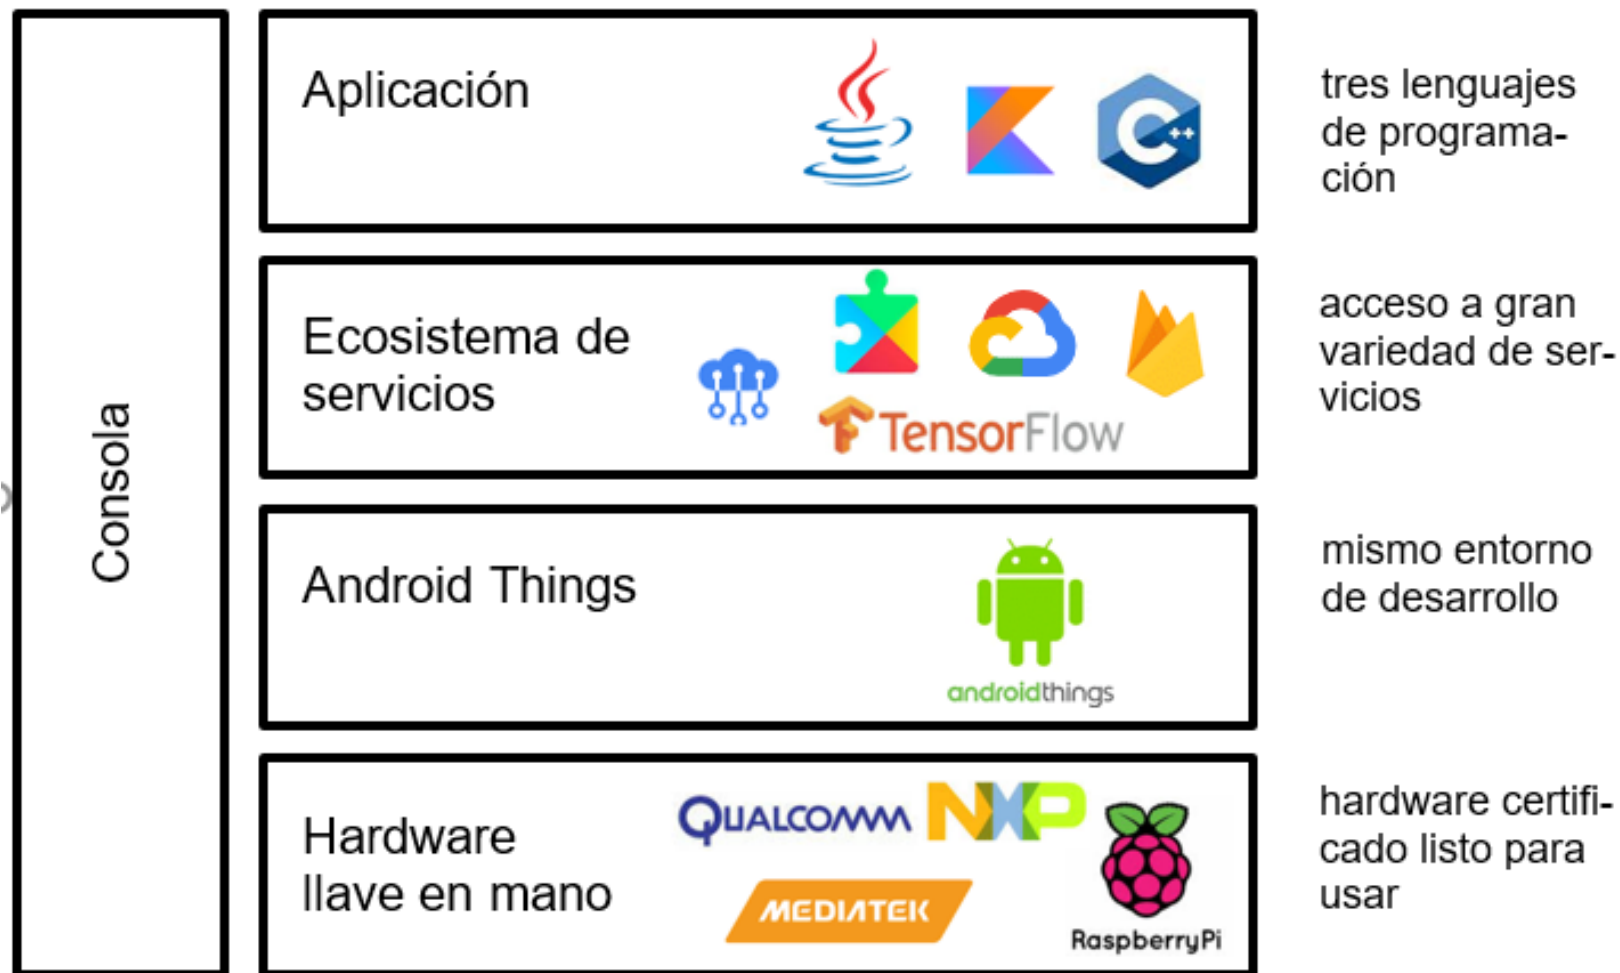 Consola
Aplicación
C++
tres lenguajes
de programa-
ción
Ecosistema de
servicios
TensorFlow
acceso a gran
variedad de ser-
vicios
Android Things
androidthings
mismo entorno
de desarrollo
Hardware
llave en mano
QUALCOMM
NXP
MEDIATEK
RaspberryPi
hardware certifi-
cado listo para
usar